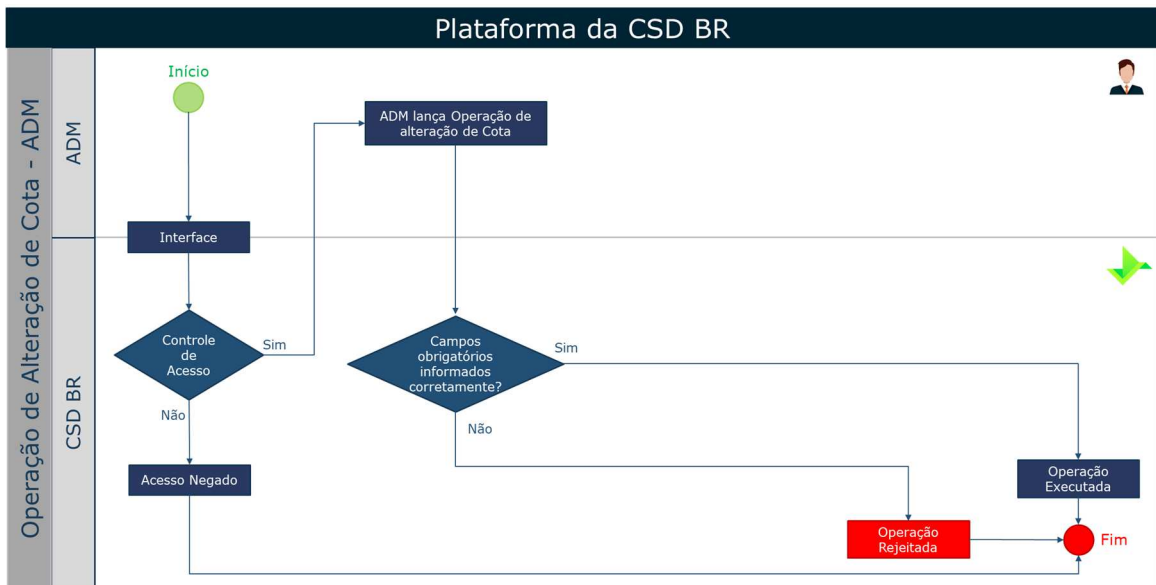 Plataforma da CSD BR
Operação de Alteração de Cota - ADM
ADM
Início
ADM lança Operação de
alteração de Cota
Interface
CSD BR
Controle
de
Acesso
Sim
Não
Campos
obrigatórios
informados
corretamente?
Sim
Não
Acesso Negado
Operação
Executada
Operação
Rejeitada
Fim